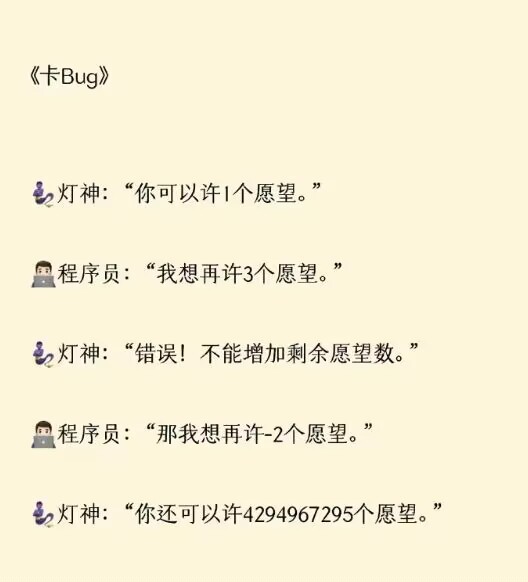 《卡Bug》
灯神：“你可以许1个愿望。”
程序员：“我想再许3个愿望。”
灯神：“错误！不能增加剩余愿望数。”
程序员：“那我想再许-2个愿望。”
灯神：“你还可以许4294967295个愿望。”